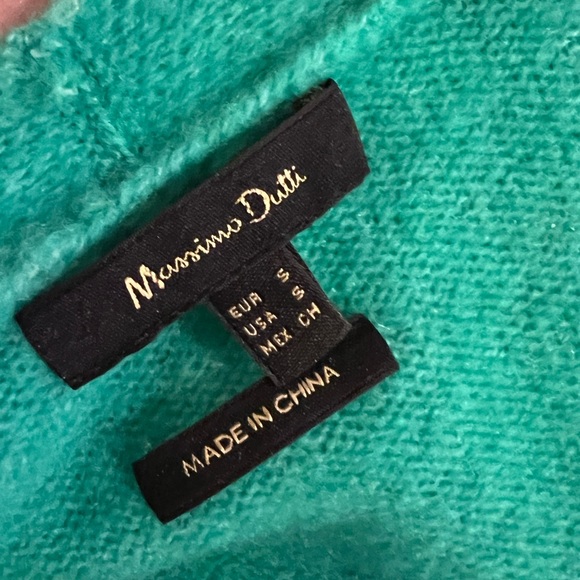 Massimo Dutti
EUR S
USA S
MEX CH
MADE IN CHINA